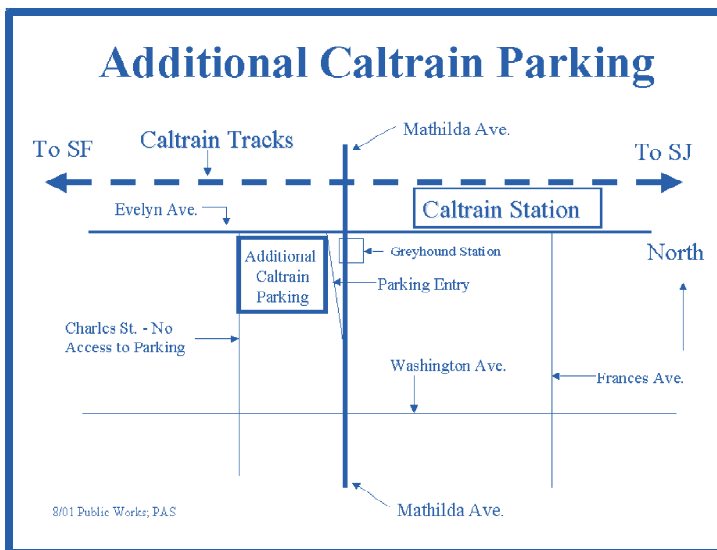 Additional Caltrain Parking
Mathilda Ave.
To SF
Caltrain Tracks
To SJ
Evelyn Ave.
Caltrain Station
Additional
Caltrain
Parking
Greyhound Station
North
Parking Entry
Charles St. - No
Access to Parking
Washington Ave.
Frances Ave.
8/01 Public Works; PAS
Mathilda Ave.